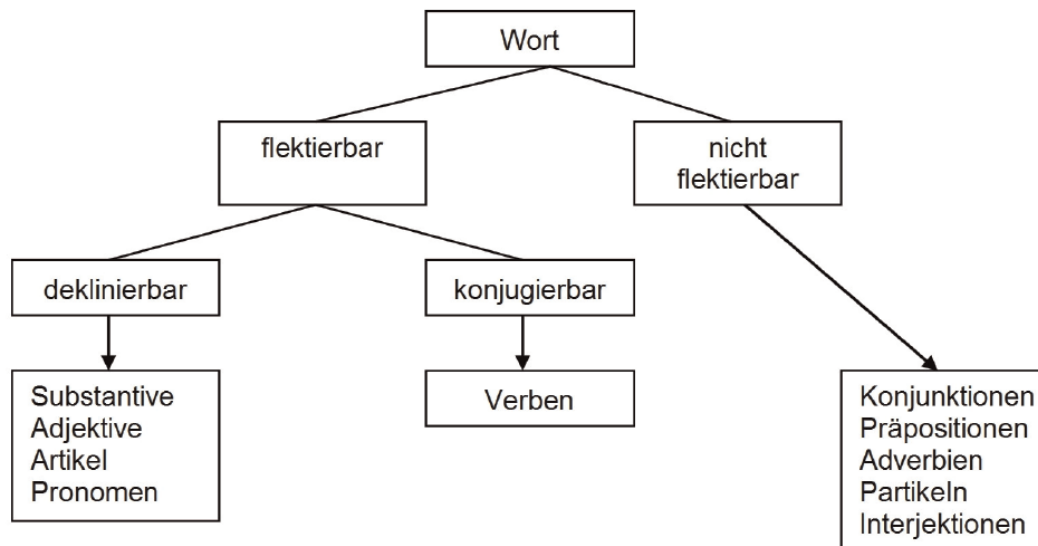 Wort
flektierbar
nicht
flektierbar
deklinierbar
konjugierbar
Substantive
Adjektive
Artikel
Pronomen
Verben
Konjunktionen
Präpositionen
Adverbien
Partikeln
Interjektionen